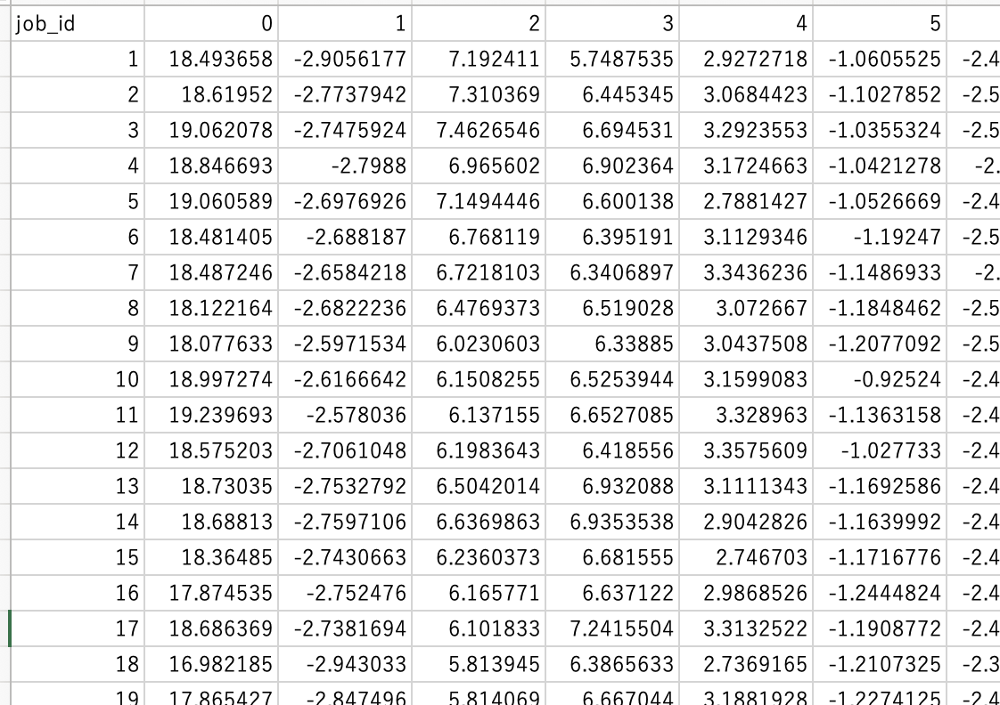 job_id 0 1 2 3 4 5
1 18.493658 -2.9056177 7.192411 5.7487535 2.9272718 -1.0605525 -2.4
2 18.61952 -2.7737942 7.310369 6.445345 3.0684423 -1.1027852 -2.5
3 19.062078 -2.7475924 7.4626546 6.694531 3.2923553 -1.0355324 -2.5
4 18.846693 -2.7988 6.965602 6.902364 3.1724663 -1.0421278 -2.
5 19.060589 -2.6976926 7.1494446 6.600138 2.7881427 -1.0526669 -2.4
6 18.481405 -2.688187 6.768119 6.395191 3.1129346 -1.19247 -2.5
7 18.487246 -2.6584218 6.7218103 6.3406897 3.3436236 -1.1486933 -2.
8 18.122164 -2.6822236 6.4769373 6.519028 3.072667 -1.1848462 -2.5
9 18.077633 -2.5971534 6.0230603 6.33885 3.0437508 -1.2077092 -2.5
10 18.997274 -2.6166642 6.1508255 6.5253944 3.1599083 -0.92524 -2.4
11 19.239693 -2.578036 6.137155 6.6527085 3.328963 -1.1363158 -2.4
12 18.575203 -2.7061048 6.1983643 6.418556 3.3575609 -1.027733 -2.4
13 18.73035 -2.7532792 6.5042014 6.932088 3.1111343 -1.1692586 -2.4
14 18.68813 -2.7597106 6.6369863 6.9353538 2.9042826 -1.1639992 -2.4
15 18.36485 -2.7430663 6.2360373 6.681555 2.746703 -1.1716776 -2.4
16 17.874535 -2.752476 6.165771 6.637122 2.9868526 -1.2444824 -2.4
17 18.686369 -2.7381694 6.101833 7.2415504 3.3132522 -1.1908772 -2.4
18 16.982185 -2.943033 5.813945 6.3865633 2.7369165 -1.2107325 -2.3
19 17.865427 -2.847496 5.814069 6.667044 3.1881928 -1.2274125 -2.4